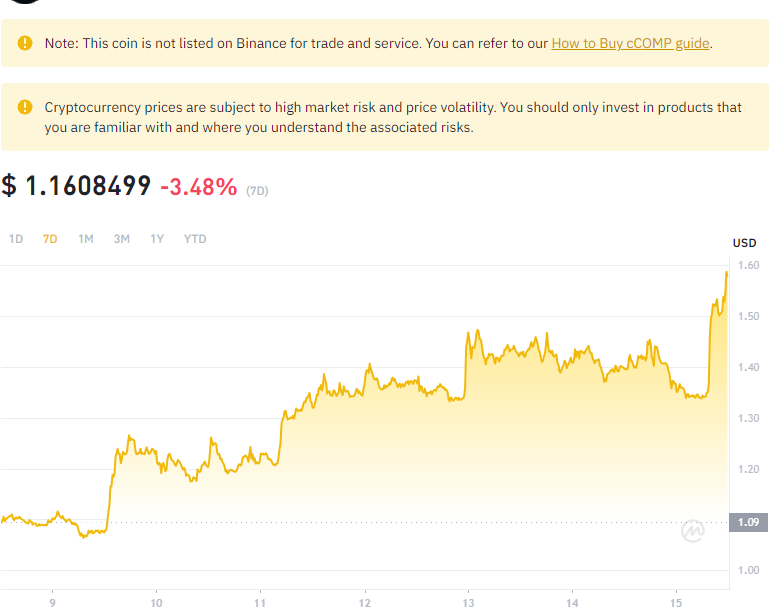 Note: This coin is not listed on Binance for trade and service. You can refer to our How to Buy cCOMP guide.
Cryptocurrency prices are subject to high market risk and price volatility. You should only invest in products that
you are familiar with and where you understand the associated risks.
$ 1.1608499 -3.48% (7D)
1D 7D 1M 3M 1Y YTD
USD
1.60
1.50
1.40
1.30
1.20
1.09
1.00
9 10 11 12 13 14 15